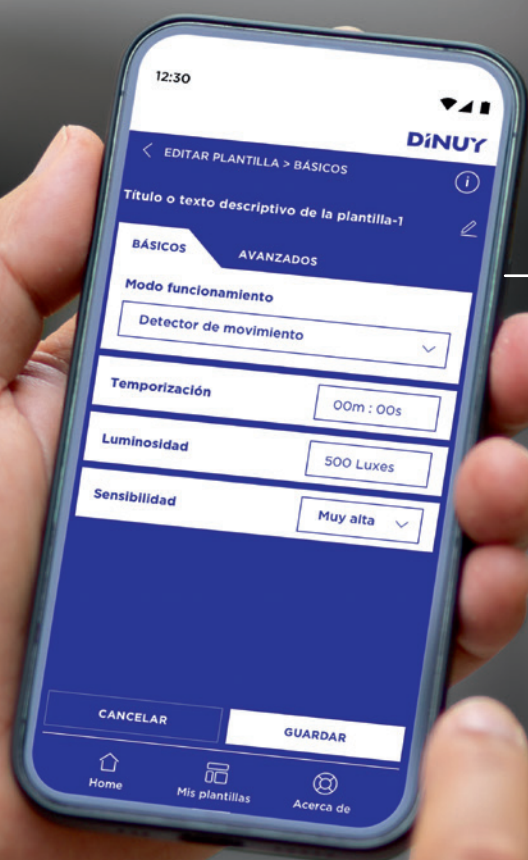 12:30
DiNUY
EDITAR PLANTILLA > BÁSICOS
Título o texto descriptivo de la plantilla-1
BÁSICOS
AVANZADOS
Modo funcionamiento
Detector de movimiento
Temporización
00m : 00s
Luminosidad
500 Luxes
Sensibilidad
Muy alta
CANCELAR
GUARDAR
Home
Mis plantillas
Acerca de